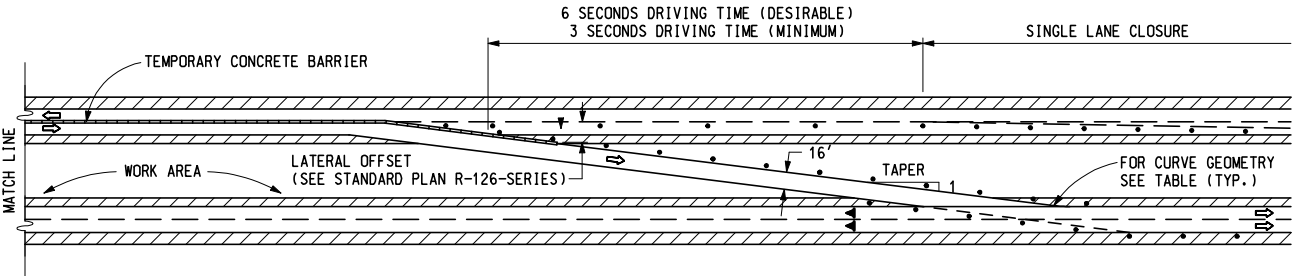 6 SECONDS DRIVING TIME (DESIRABLE)
3 SECONDS DRIVING TIME (MINIMUM)
SINGLE LANE CLOSURE
TEMPORARY CONCRETE BARRIER
MATCH LINE
WORK AREA
LATERAL OFFSET
(SEE STANDARD PLAN R-126-SERIES)
16'
TAPER
1
FOR CURVE GEOMETRY
SEE TABLE (TYP.)